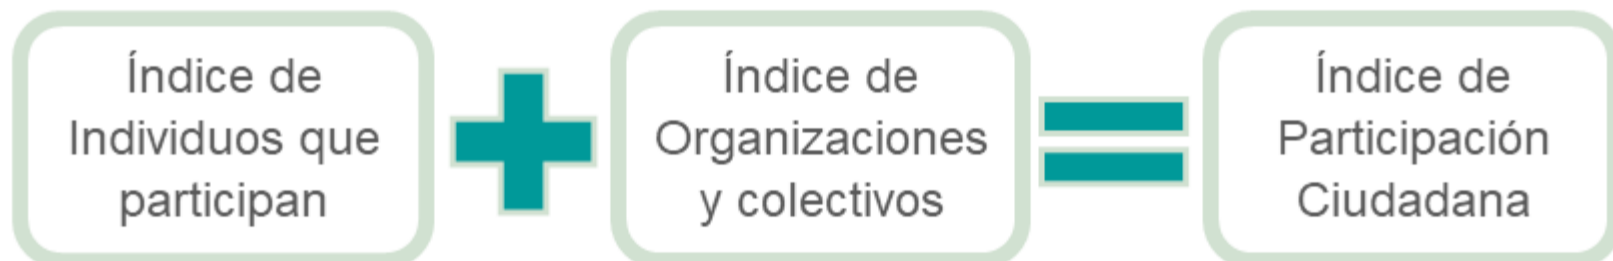 Índice de
Individuos que
participan
Índice de
Organizaciones
y colectivos
Índice de
Participación
Ciudadana